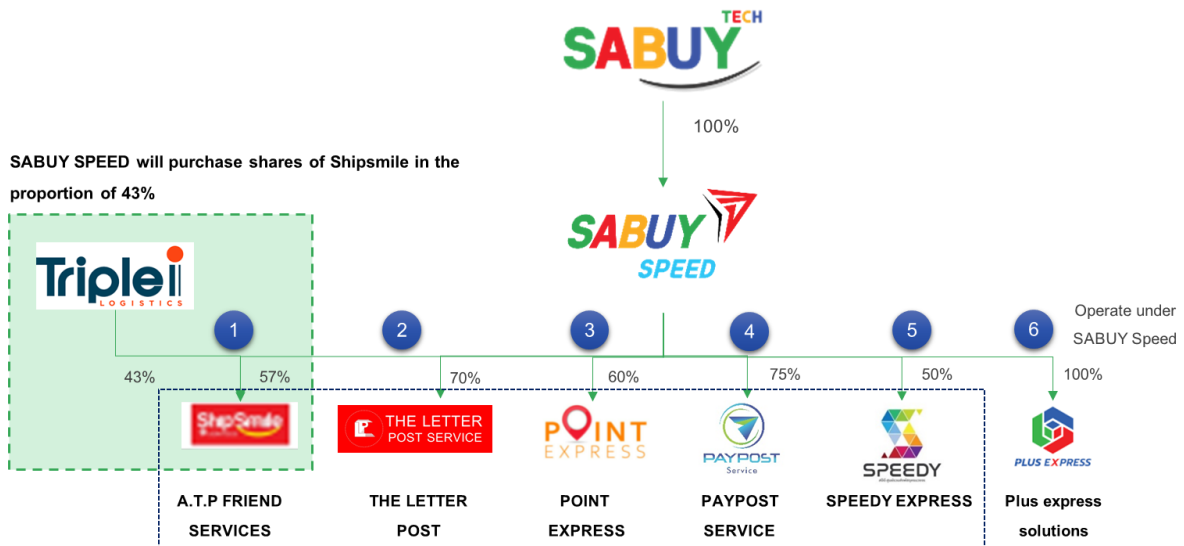 TECH
SABUY
100%
SABUY SPEED will purchase shares of Shipsmile in the
proportion of 43%
SABUY
SPEED
Triplei
LOGISTICS
Operate under
SABUY Speed
1
2
3
4
5
6
43%
57%
70%
60%
75%
50%
100%
ShipSmile
THE LETTER
POST SERVICE
POINT
EXPRESS
PAYPOST
Service
SPEEDY
PLUS EXPRESS
A.T.P FRIEND
SERVICES
THE LETTER
POST
POINT
EXPRESS
PAYPOST
SERVICE
SPEEDY EXPRESS
Plus express
solutions